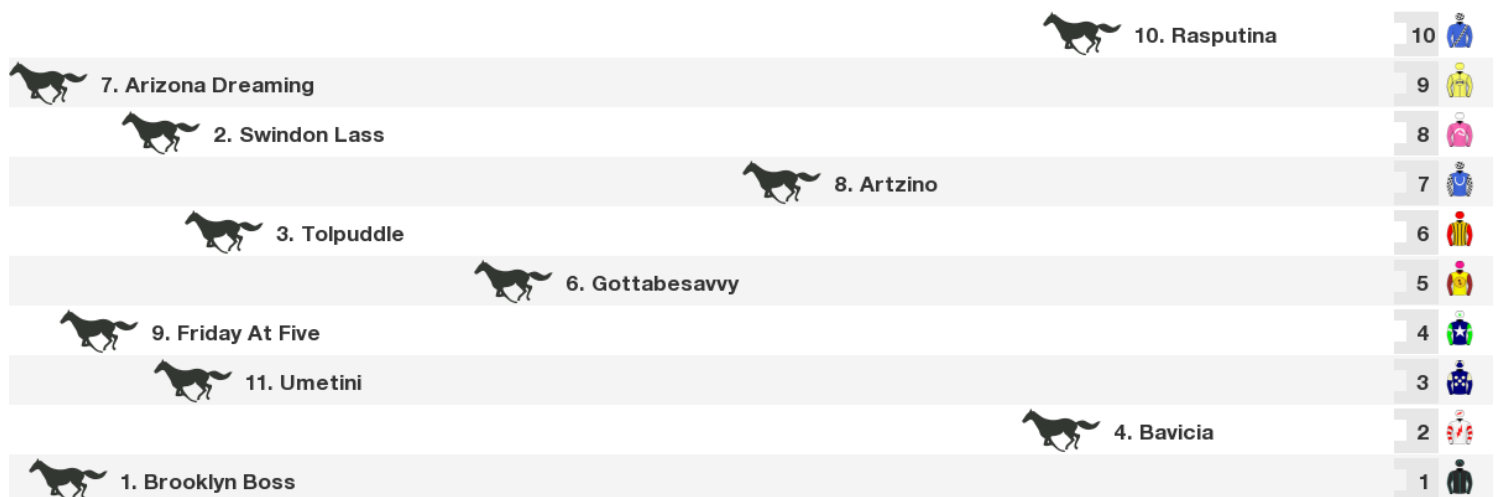 10. Rasputina 10
7. Arizona Dreaming 9
2. Swindon Lass 8
8. Artzino 7
3. Tolpuddle 6
6. Gottabesavvy 5
9. Friday At Five 4
11. Umetini 3
4. Bavicia 2
1. Brooklyn Boss 1